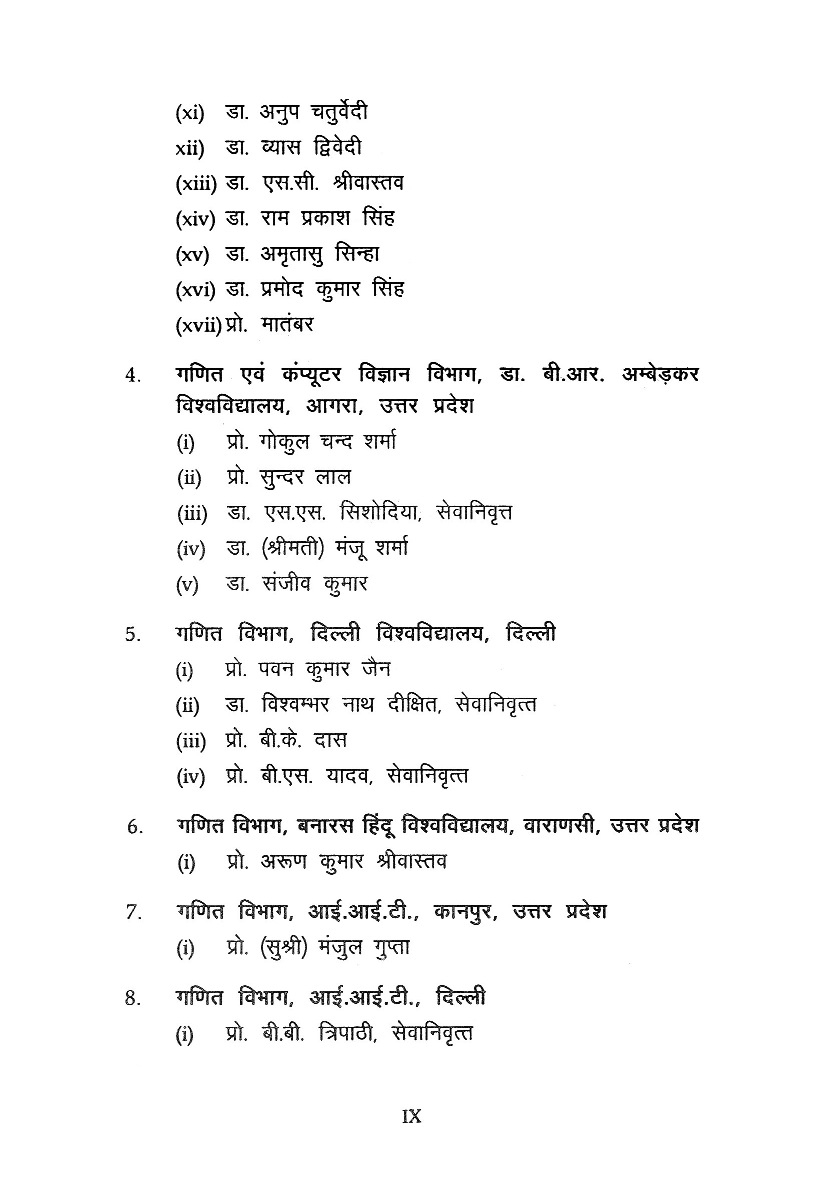 (xi) डा. अनुप चतुर्वेदी
xii) डा. व्यास द्विवेदी
(xiii) डा. एस.सी. श्रीवास्तव
(xiv) डा. राम प्रकाश सिंह
(xv) डा. अमृतासु सिन्हा
(xvi) डा. प्रमोद कुमार सिंह
(xvii) प्रो. मातंबर
4. गणित एवं कंप्यूटर विज्ञान विभाग, डा. बी.आर. अम्बेड़कर
विश्वविद्यालय, आगरा, उत्तर प्रदेश
(i) प्रो. गोकुल चन्द शर्मा
(ii) प्रो. सुन्दर लाल
(iii) डा. एस.एस. सिशोदिया, सेवानिवृत्त
(iv) डा. (श्रीमती) मंजू शर्मा
(v) डा. संजीव कुमार
5. गणित विभाग, दिल्ली विश्वविद्यालय, दिल्ली
(i) प्रो. पवन कुमार जैन
(ii) डा. विश्वम्भर नाथ दीक्षित, सेवानिवृत्त
(iii) प्रो. बी.के. दास
(iv) प्रो. बी.एस. यादव, सेवानिवृत्त
6. गणित विभाग, बनारस हिंदू विश्वविद्यालय, वाराणसी, उत्तर प्रदेश
(i) प्रो. अरूण कुमार श्रीवास्तव
7. गणित विभाग, आई.आई.टी., कानपुर, उत्तर प्रदेश
(i) प्रो. (सुश्री) मंजुल गुप्ता
8. गणित विभाग, आई.आई.टी., दिल्ली
(i) प्रो. बी.बी. त्रिपाठी, सेवानिवृत्त
IX